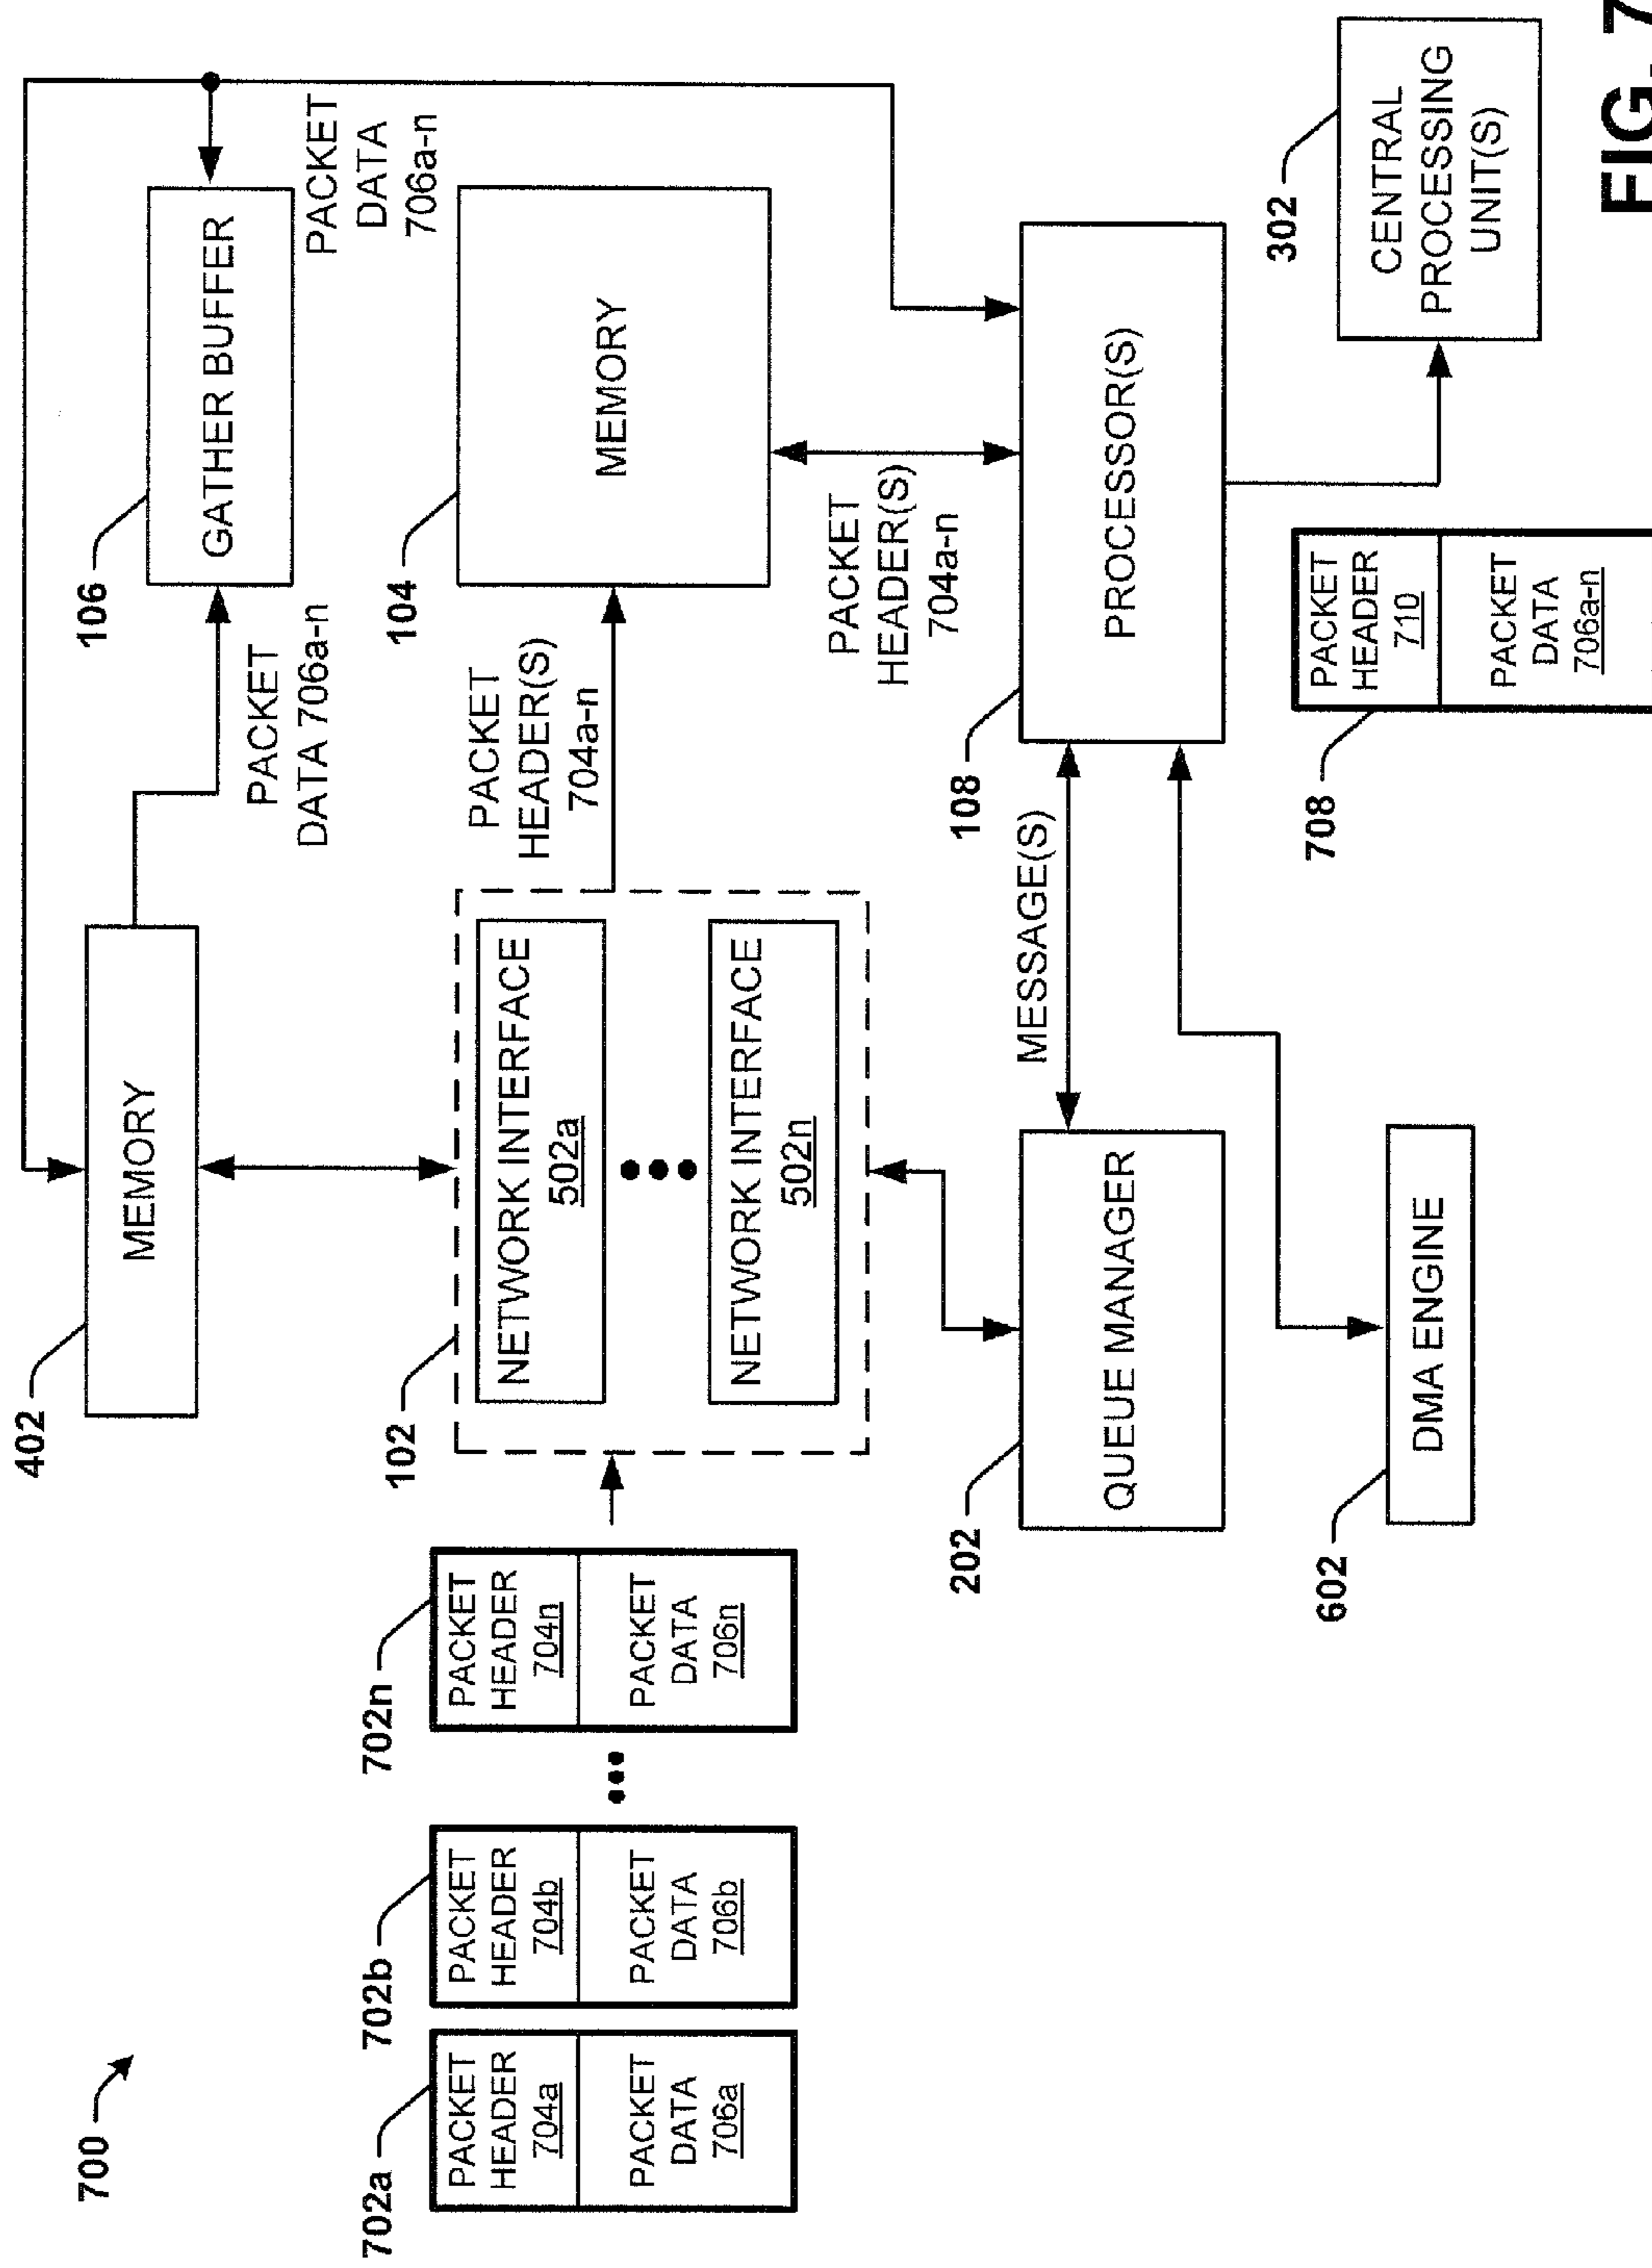 700
402
MEMORY
106
GATHER BUFFER
PACKET
DATA 706a-n
PACKET
DATA
706a-n
702a
PACKET
HEADER
704a
PACKET
DATA
706a
702b
PACKET
HEADER
704b
PACKET
DATA
706b
702n
PACKET
HEADER
704n
PACKET
DATA
706n
102
NETWORK INTERFACE
502a
NETWORK INTERFACE
502n
PACKET
HEADER(S)
704a-n
104
MEMORY
PACKET
HEADER(S)
704a-n
202
QUEUE MANAGER
MESSAGE(S)
108
PROCESSOR(S)
602
DMA ENGINE
708
PACKET
HEADER
710
PACKET
DATA
706a-n
302
CENTRAL
PROCESSING
UNIT(S)
FIG. 7